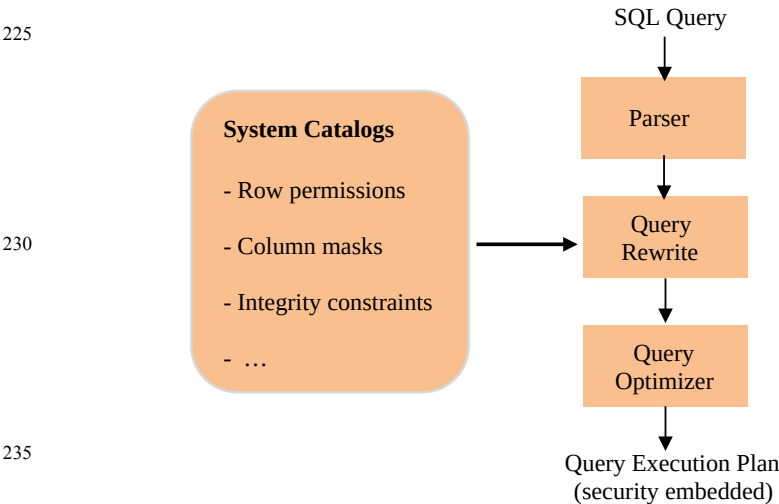 225
SQL Query
System Catalogs
- Row permissions
- Column masks
- Integrity constraints
- …
Parser
230
Query
Rewrite
Query
Optimizer
235
Query Execution Plan
(security embedded)